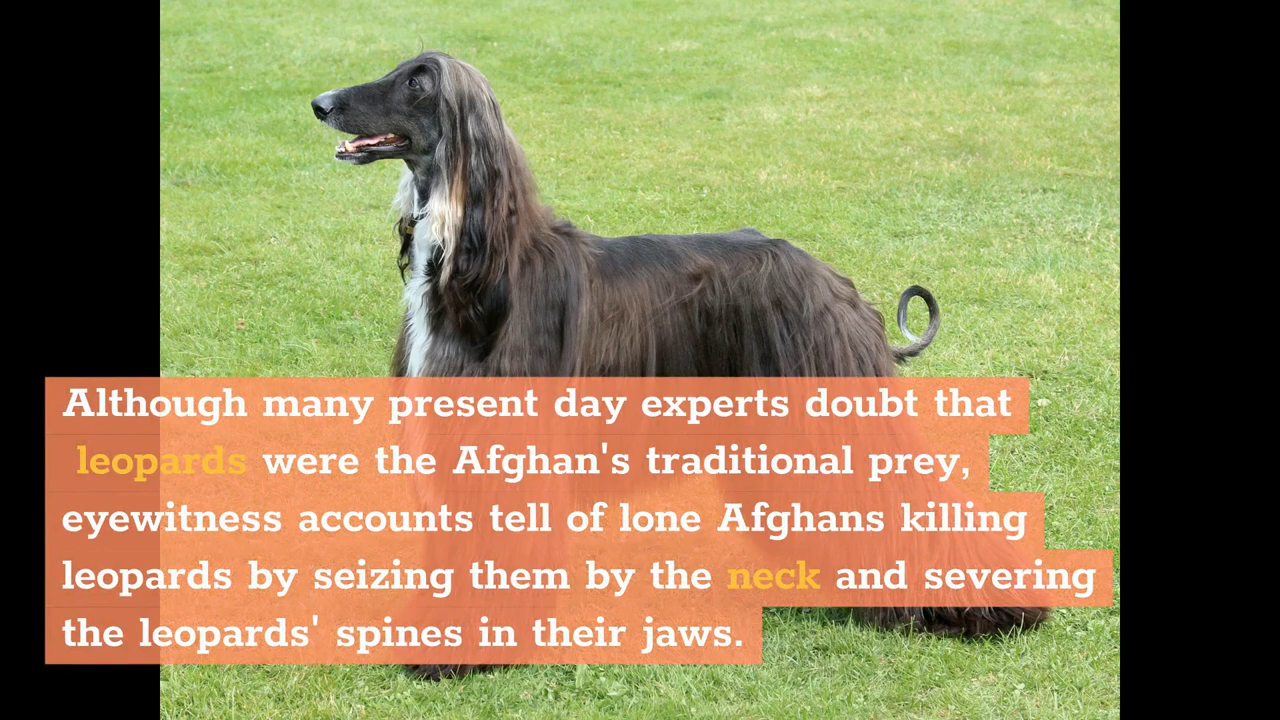 Although many present day experts doubt that
leopards were the Afghan's traditional prey,
eyewitness accounts tell of lone Afghans killing
leopards by seizing them by the neck and severing
the leopards' spines in their jaws.